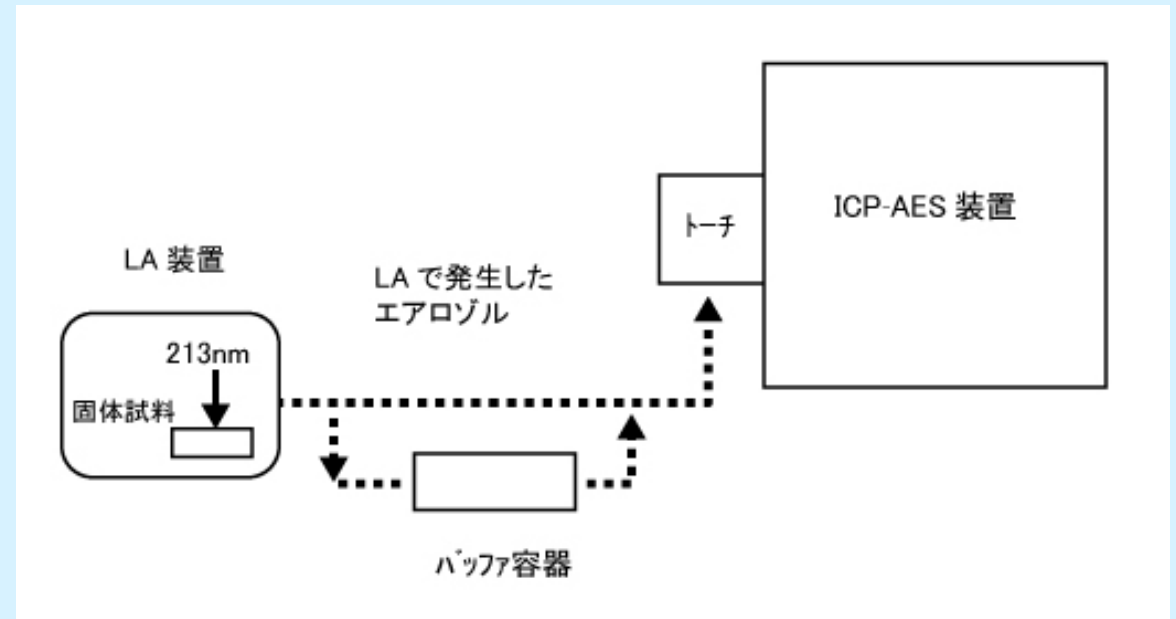 LA 装置
213nm
固体試料
LA で発生した
エアロゾル
バッファ容器
トーチ
ICP-AES 装置